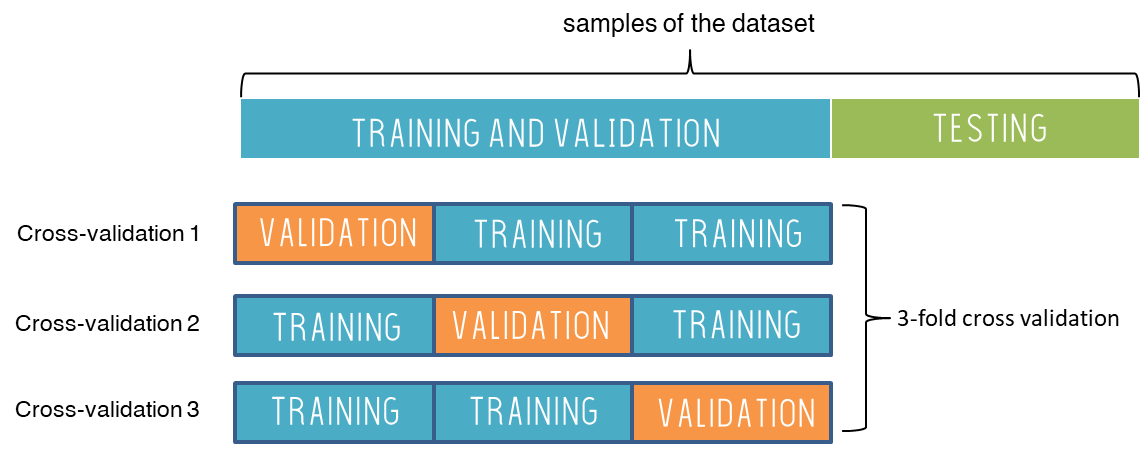 samples of the dataset
TRAINING AND VALIDATION TESTING
Cross-validation 1 VALIDATION TRAINING TRAINING
Cross-validation 2 TRAINING VALIDATION TRAINING
3-fold cross validation
Cross-validation 3 TRAINING TRAINING VALIDATION